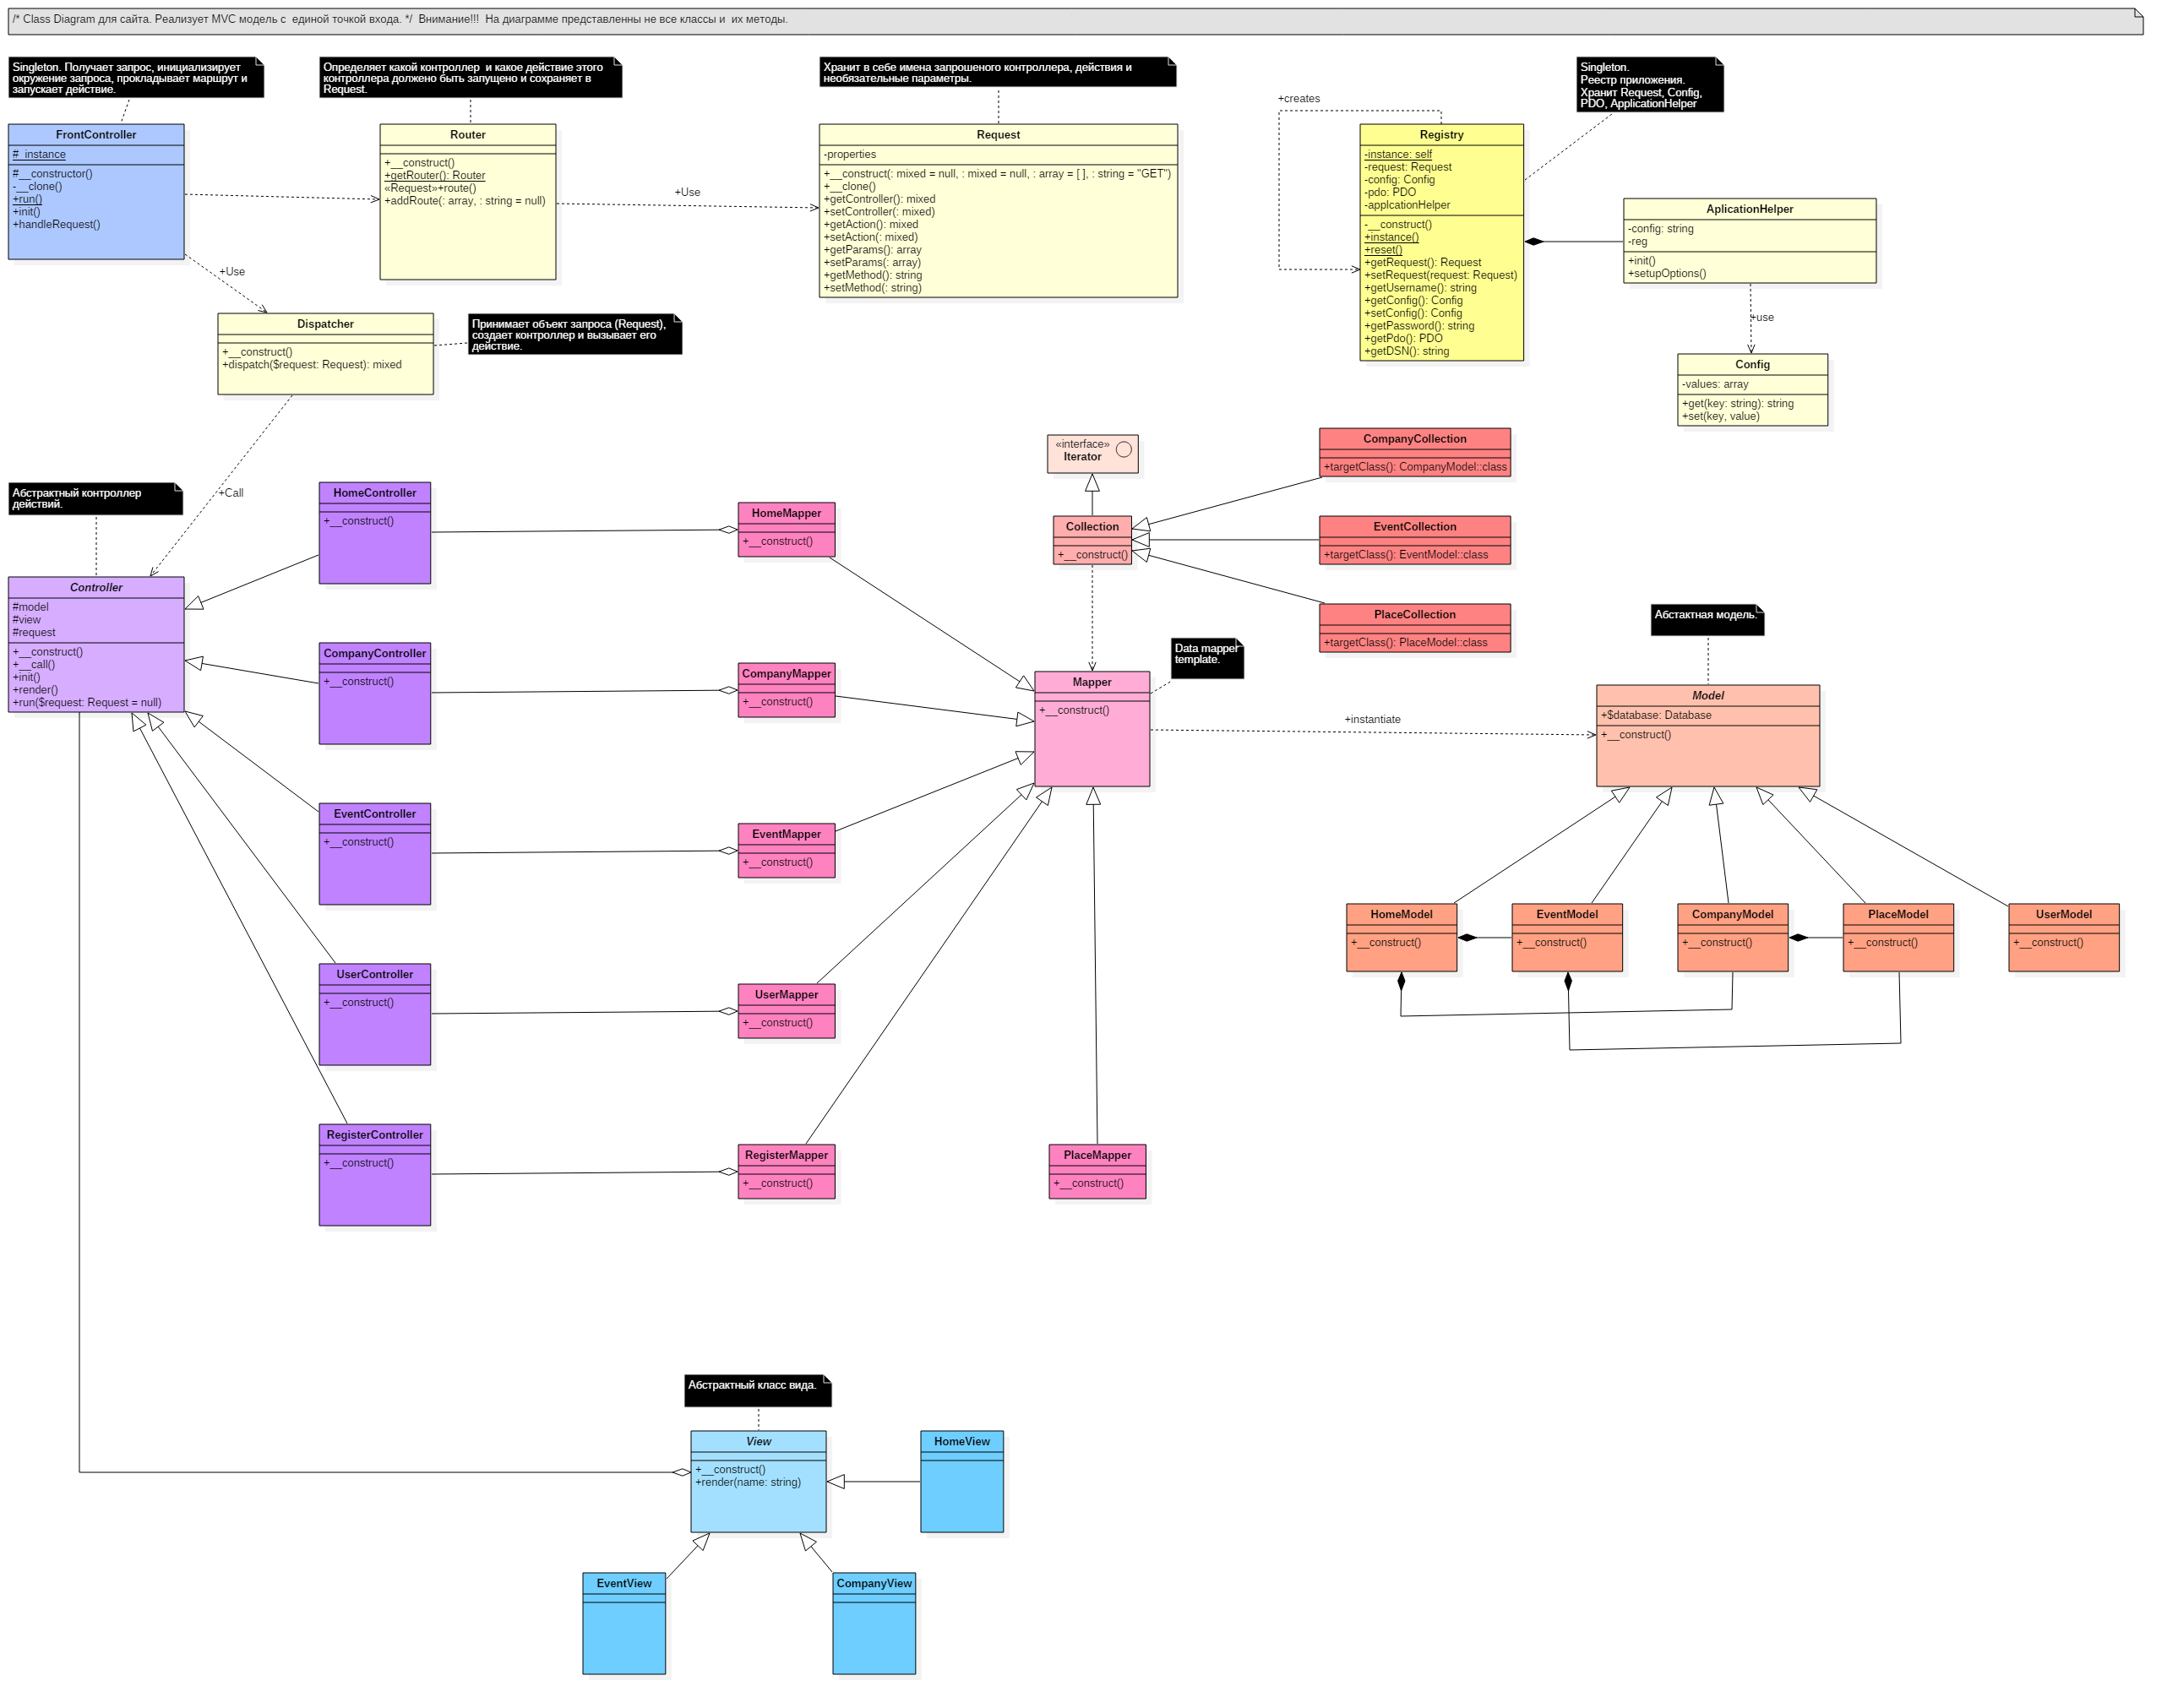 /* Class Diagram для сайта. Реализует MVC модель с  единой точкой входа. */  Внимание!!!  На диаграмме представленны не все классы и  их методы.
Singleton. Получает запрос, инициализирует
окружение запроса, прокладывает маршрут и
запускает действие.
Определяет какой контроллер  и какое действие этого
контроллера должено быть запущено и сохраняет в
Request.
Хранит в себе имена запрошеного контроллера, действия и
необязательные параметры.
Singleton.
Реестр приложения.
Хранит Request, Config,
PDO, ApplicationHelper
FrontController
#_instance
#__constructor()
-__clone()
+run()
+init()
+handleRequest()
Router
+__construct()
+getRouter(): Router
«Request»+route()
+addRoute(: array, : string = null)
+Use
Request
-properties
+__construct(: mixed = null, : mixed = null, : array = [ ], : string = "GET")
+__clone()
+getController(): mixed
+setController(: mixed)
+getAction(): mixed
+setAction(: mixed)
+getParams(): array
+setParams(: array)
+getMethod(): string
+setMethod(: string)
+creates
Registry
-instance: self
-request: Request
-config: Config
-pdo: PDO
-applcationHelper
-__construct()
+instance()
+reset()
+getRequest(): Request
+setRequest(request: Request)
+getUsername(): string
+getConfig(): Config
+setConfig(): Config
+getPassword(): string
+getPdo(): PDO
+getDSN(): string
AplicationHelper
-config: string
-reg
+init()
+setupOptions()
+use
Config
-values: array
+get(key: string): string
+set(key, value)
+Use
Dispatcher
+__construct()
+dispatch($request: Request): mixed
Принимает объект запроса (Request),
создает контроллер и вызывает его
действие.
+Call
Абстрактный контроллер
действий.
Controller
#model
#view
#request
+__construct()
+__call()
+init()
+render()
+run($request: Request = null)
HomeController
+__construct()
CompanyController
+__construct()
EventController
+__construct()
UserController
+__construct()
RegisterController
+__construct()
HomeMapper
+__construct()
CompanyMapper
+__construct()
EventMapper
+__construct()
UserMapper
+__construct()
RegisterMapper
+__construct()
«interface»
Iterator
Collection
+__construct()
CompanyCollection
+targetClass(): CompanyModel::class
EventCollection
+targetClass(): EventModel::class
PlaceCollection
+targetClass(): PlaceModel::class
Data mapper
template.
Mapper
+__construct()
PlaceMapper
+__construct()
+instantiate
Абстактная модель.
Model
+$database: Database
+__construct()
HomeModel
+__construct()
EventModel
+__construct()
CompanyModel
+__construct()
PlaceModel
+__construct()
UserModel
+__construct()
Абстрактный класс вида.
View
+__construct()
+render(name: string)
HomeView
EventView
CompanyView